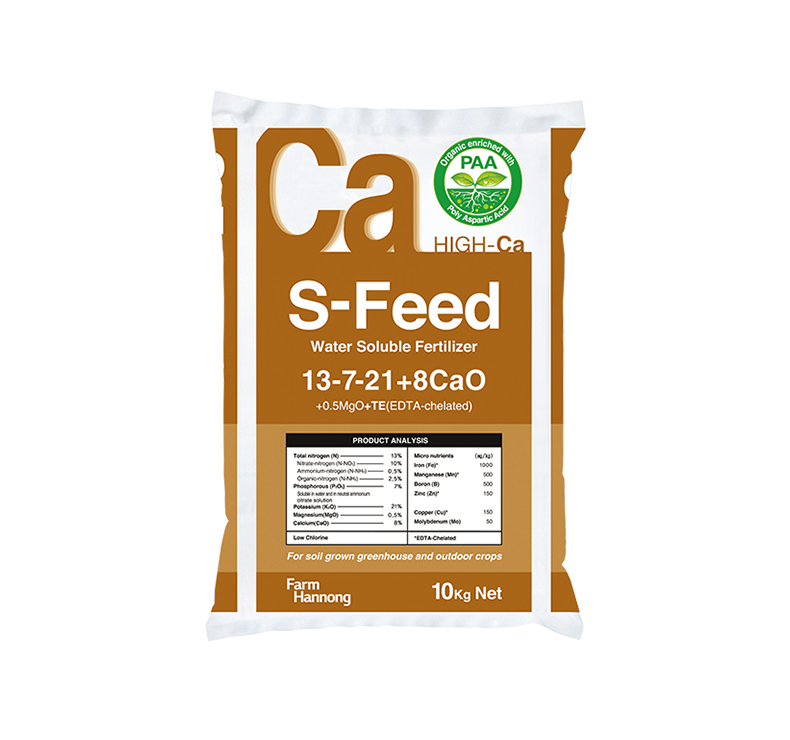 Ca
Organic enriched with
PAA
Poly Aspartic Acid
HIGH-Ca
S-Feed
Water Soluble Fertilizer
13-7-21+8CaO
+0.5MgO+TE(EDTA-chelated)
PRODUCT ANALYSIS
Total nitrogen (N) 13%
Nitrate-nitrogen (N-NO₃) 10%
Ammonium-nitrogen (N-NH₄) 0,5%
Organic-nitrogen (N-NH₂) 2,5%
Phosphorous (P₂O₅) 7%
Soluble in water and in neutral ammonium
citrate solution
Potassium (K₂O) 21%
Magnesium(MgO) 0,5%
Calcium(CaO) 8%
Low Chlorine
Micro nutrients (㎎/kg)
Iron (Fe)* 1000
Manganese (Mn)* 500
Boron (B) 500
Zinc (Zn)* 150
Copper (Cu)* 150
Molybdenum (Mo) 50
*EDTA-Chelated
For soil grown greenhouse and outdoor crops
Farm
Hannong
10Kg Net